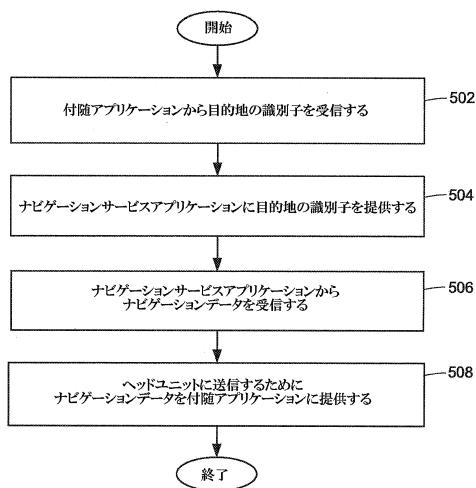 開始
付随アプリケーションから目的地の識別子を受信する
502
ナビゲーションサービスアプリケーションに目的地の識別子を提供する
504
ナビゲーションサービスアプリケーションから
ナビゲーションデータを受信する
506
ヘッドユニットに送信するために
ナビゲーションデータを付随アプリケーションに提供する
508
終了